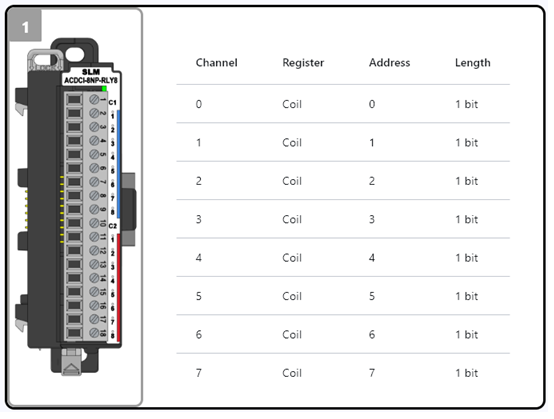 1
SLM
ACDCI-8NP-RLY8
C1
1
2
3
4
5
6
7
8
C2
1
2
3
4
5
6
7
8
1
2
3
4
5
6
7
8
9
10
11
12
13
14
15
16
17
18
Channel Register Address Length
0 Coil 0 1 bit
1 Coil 1 1 bit
2 Coil 2 1 bit
3 Coil 3 1 bit
4 Coil 4 1 bit
5 Coil 5 1 bit
6 Coil 6 1 bit
7 Coil 7 1 bit